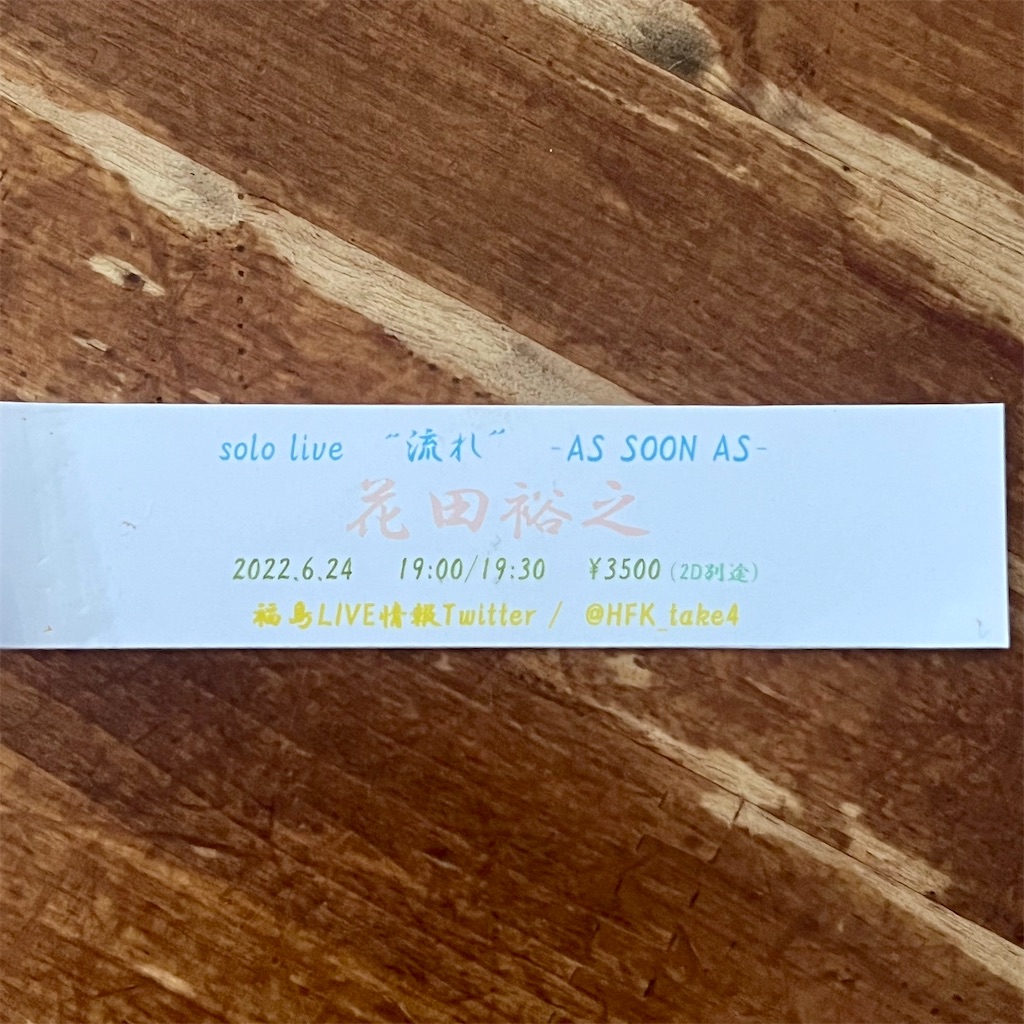 solo live "流れ" -AS SOON AS-
花田裕之
2022.6.24 19:00/19:30 ¥3500 (2D別途)
福島LIVE情報Twitter / @HFK_take4